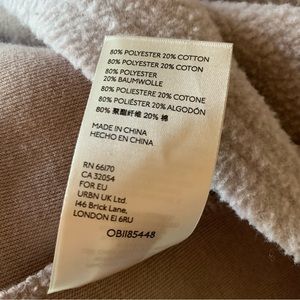 80% POLYESTER 20% COTTON
80% POLYESTER 20% COTON
80% POLYESTER
20% BAUMWOLLE
80% POLIESTERE 20% COTONE
80% POLIÉSTER 20% ALGODÓN
80% 聚酯纤维 20% 棉
MADE IN CHINA
HECHO EN CHINA
RN 66170
CA 32054
FOR EU
URBN UK Ltd.
146 Brick Lane,
LONDON E1 6RU
OB1185448